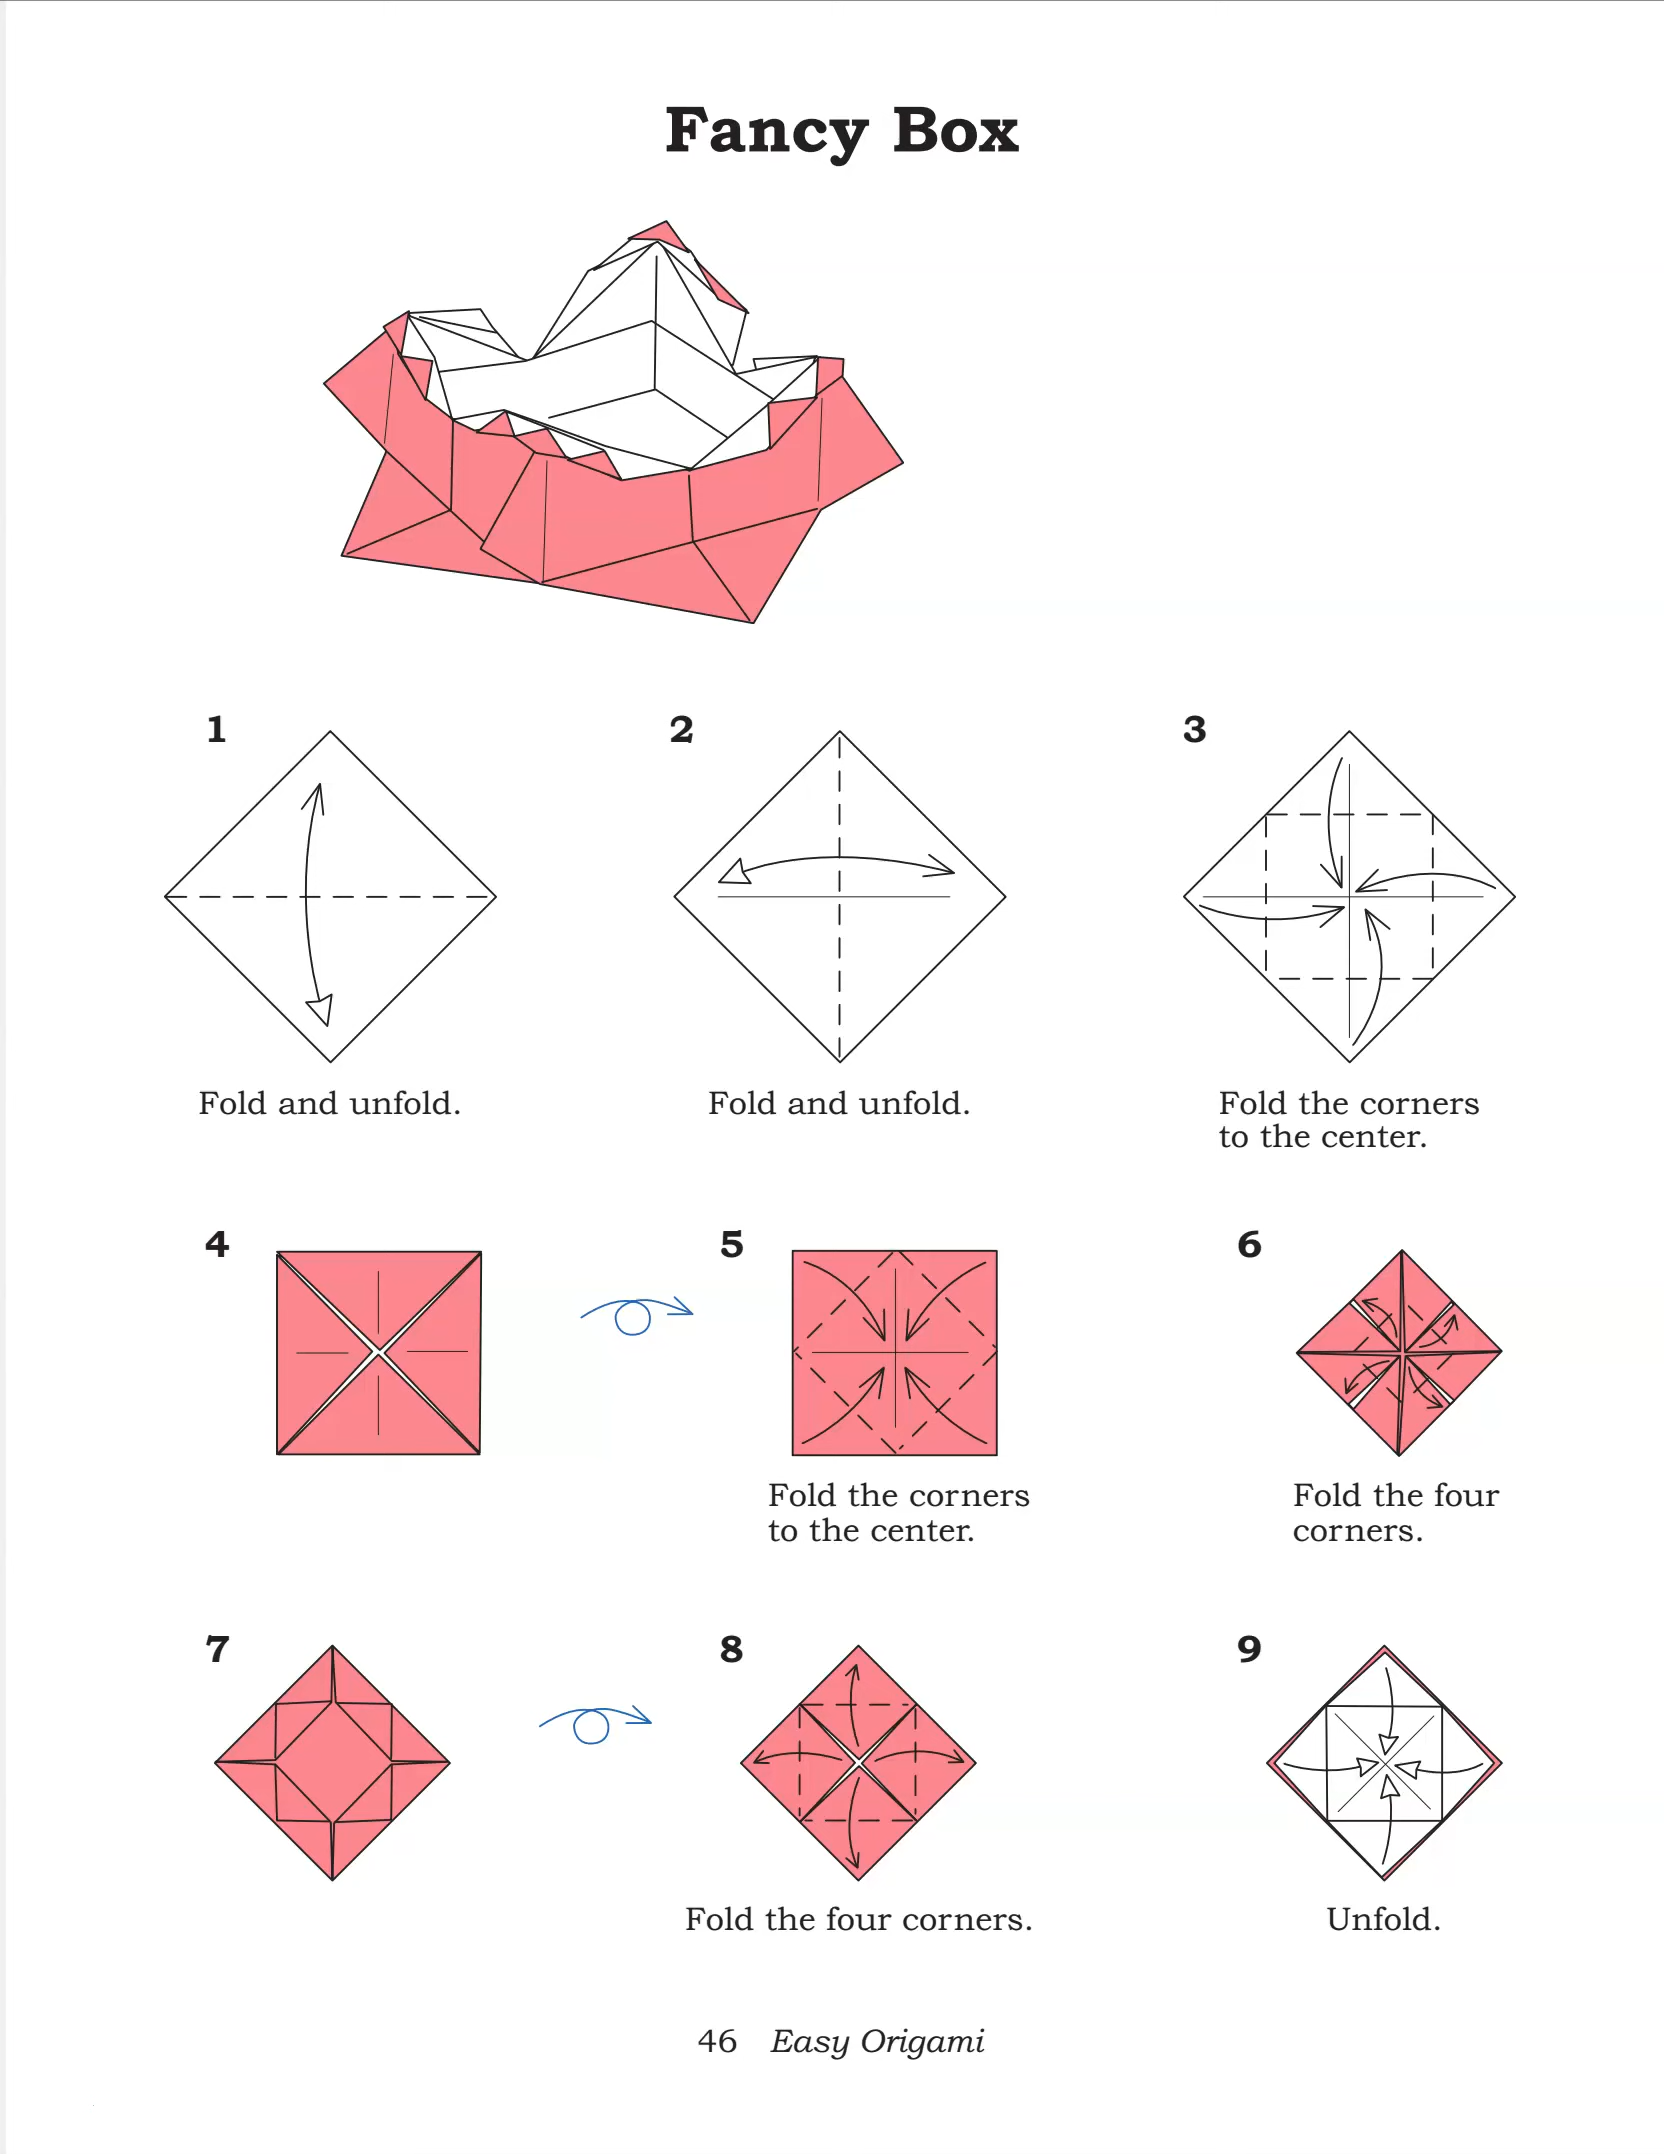 Fancy Box
1
2
3
Fold and unfold.
Fold and unfold.
Fold the corners
to the center.
4
5
6
Fold the corners
to the center.
Fold the four
corners.
7
8
9
Fold the four corners.
Unfold.
46 Easy Origami